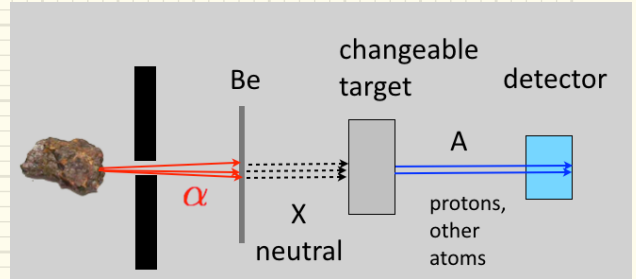 changeable
target
Be
detector
A
α
X
neutral
protons,
other
atoms